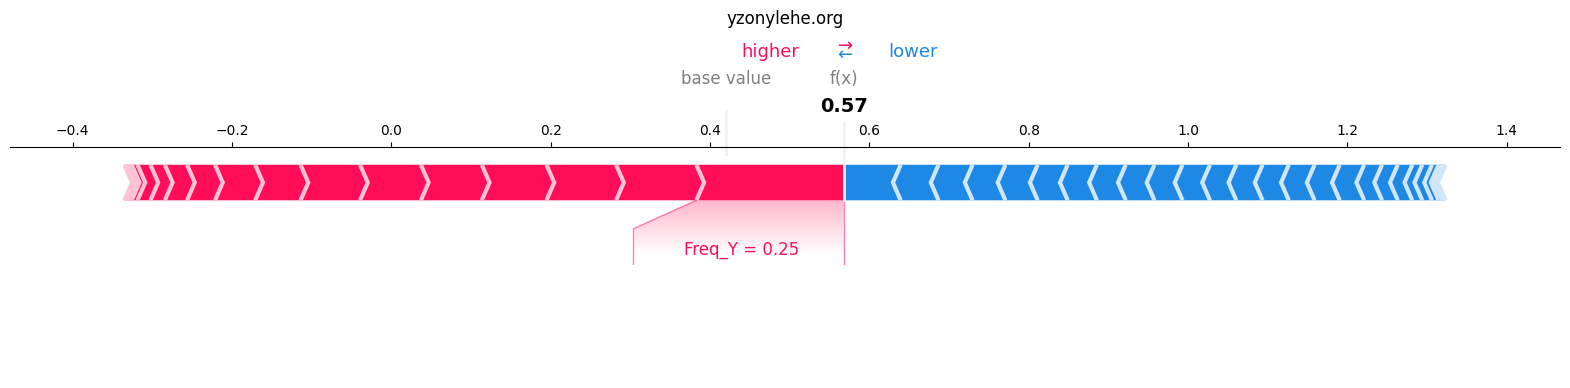 yzonylehe.org
higher ⇄ lower
base value f(x)
0.57
−0.4 −0.2 0.0 0.2 0.4 0.6 0.8 1.0 1.2 1.4
Freq_Y = 0.25